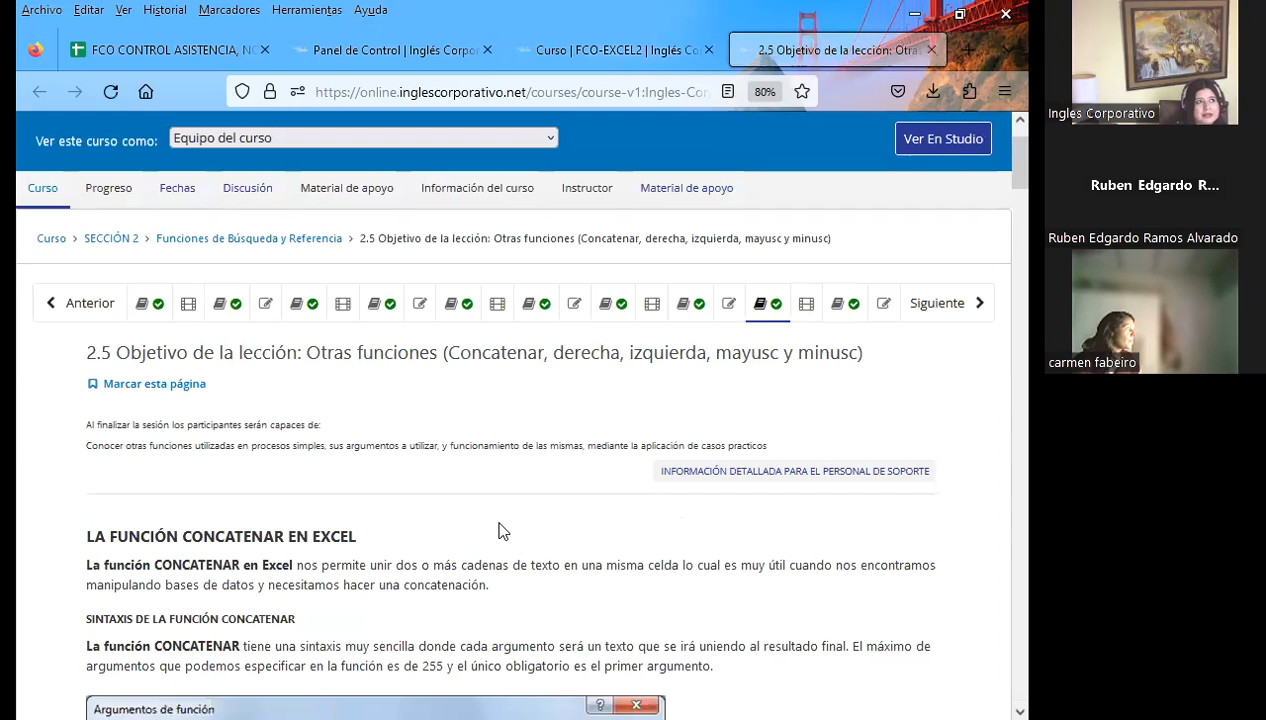 Archivo Editar Ver Historial Marcadores Herramientas Ayuda
FCO CONTROL ASISTENCIA, NO
Panel de Control | Inglés Corpor
Curso | FCO-EXCEL2 | Inglés Co
2.5 Objetivo de la lección: Otras
https://online.inglescorporativo.net/courses/course-v1:Ingles-Cor
80%
Ver este curso como:
Equipo del curso
Ver En Studio
Curso Progreso Fechas Discusión Material de apoyo Información del curso Instructor Material de apoyo
Curso > SECCIÓN 2 > Funciones de Búsqueda y Referencia > 2.5 Objetivo de la lección: Otras funciones (Concatenar, derecha, izquierda, mayusc y minusc)
Anterior
Siguiente
2.5 Objetivo de la lección: Otras funciones (Concatenar, derecha, izquierda, mayusc y minusc)
Marcar esta página
Al finalizar la sesión los participantes serán capaces de:
Conocer otras funciones utilizadas en procesos simples, sus argumentos a utilizar, y funcionamiento de las mismas, mediante la aplicación de casos practicos
INFORMACIÓN DETALLADA PARA EL PERSONAL DE SOPORTE
LA FUNCIÓN CONCATENAR EN EXCEL
La función CONCATENAR en Excel nos permite unir dos o más cadenas de texto en una misma celda lo cual es muy útil cuando nos encontramos
manipulando bases de datos y necesitamos hacer una concatenación.
SINTAXIS DE LA FUNCIÓN CONCATENAR
La función CONCATENAR tiene una sintaxis muy sencilla donde cada argumento será un texto que se irá uniendo al resultado final. El máximo de
argumentos que podemos especificar en la función es de 255 y el único obligatorio es el primer argumento.
Argumentos de función
Ingles Corporativo
Ruben Edgardo R...
Ruben Edgardo Ramos Alvarado
carmen fabeiro